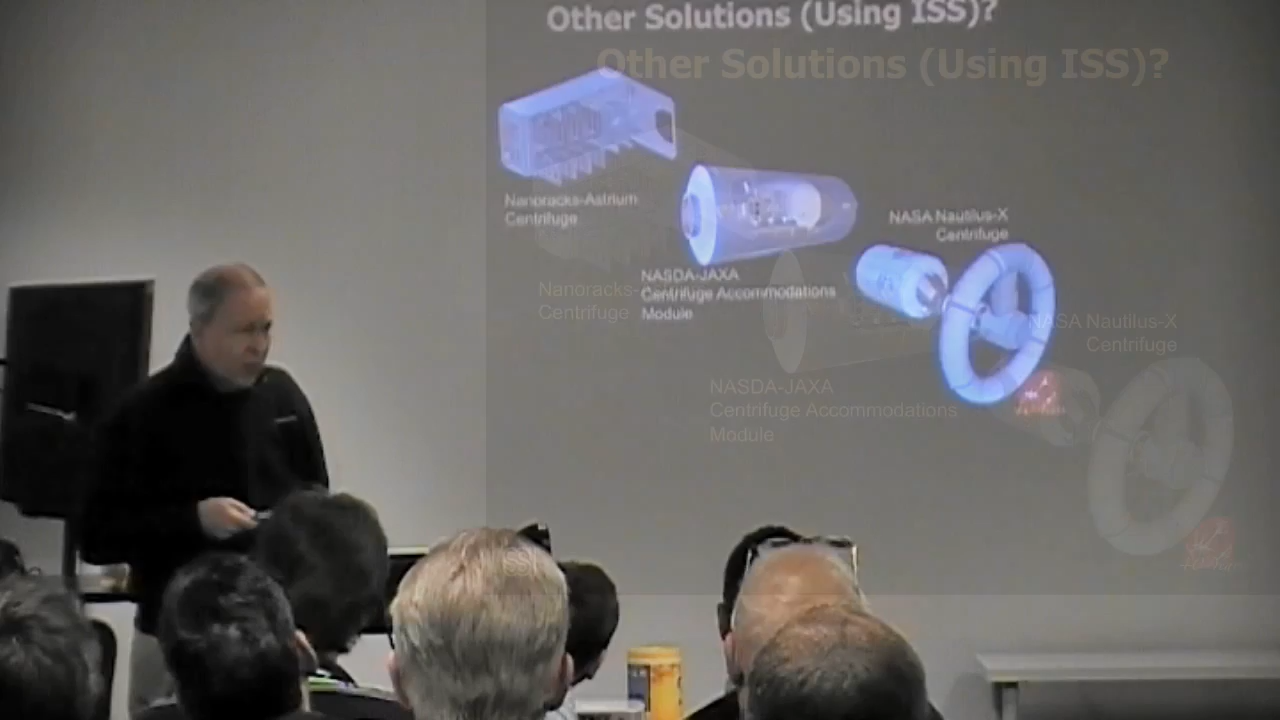 Other Solutions (Using ISS)?
Other Solutions (Using ISS)?
Nanoracks-Astrium
Centrifuge
NASA Nautilus-X
Centrifuge
NASDA-JAXA
Centrifuge Accommodations
Module
Nanoracks-
Centrifuge
NASA Nautilus-X
Centrifuge
NASDA-JAXA
Centrifuge Accommodations
Module